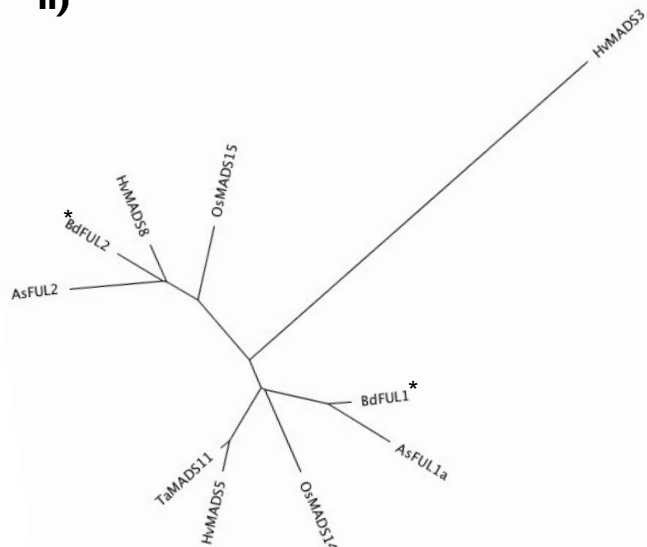 ii)
HvMADS3
OsMADS15
HvMADS8
*
BdFUL2
AsFUL2
BdFUL1*
AsFUL1a
TaMADS11
HvMADS5
OsMADS14